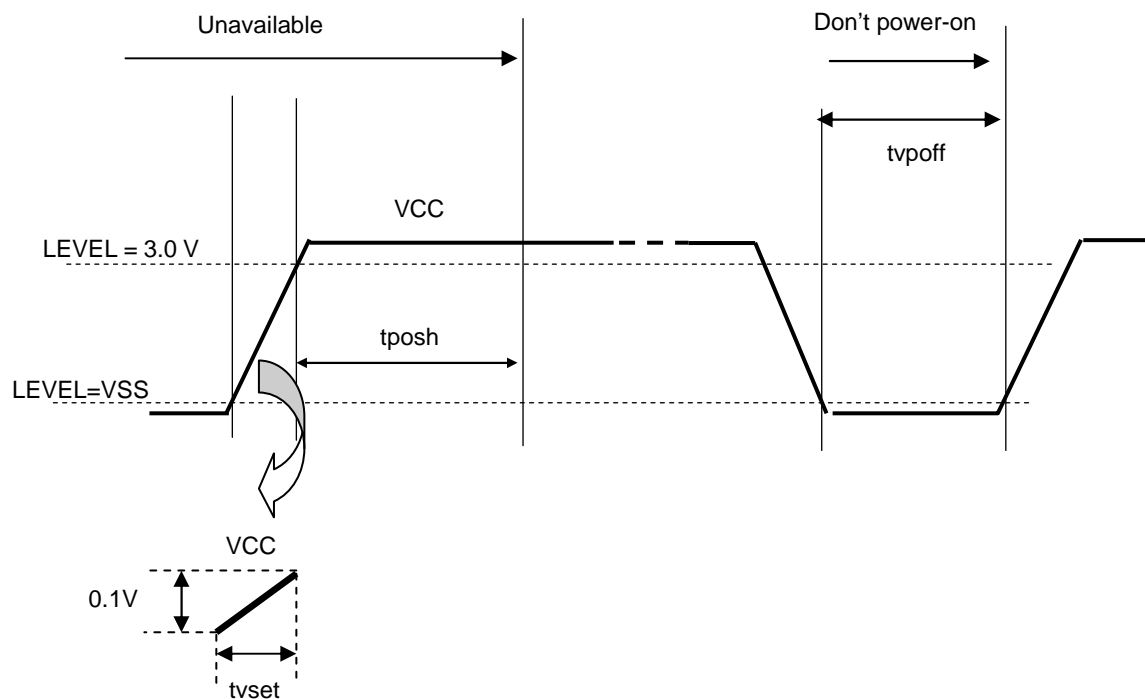 Unavailable
Don't power-on
tvpoff
VCC
LEVEL = 3.0 V
tposh
LEVEL=VSS
VCC
0.1V
tvset